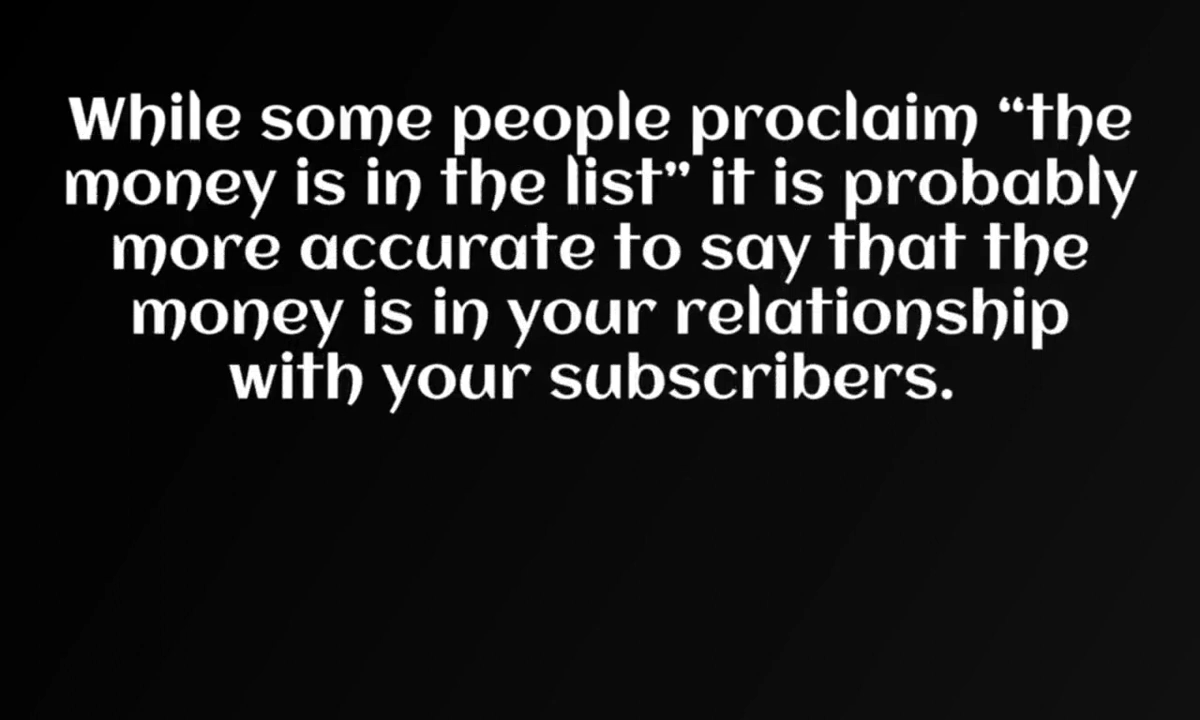 While some people proclaim “the
money is in the list” it is probably
more accurate to say that the
money is in your relationship
with your subscribers.